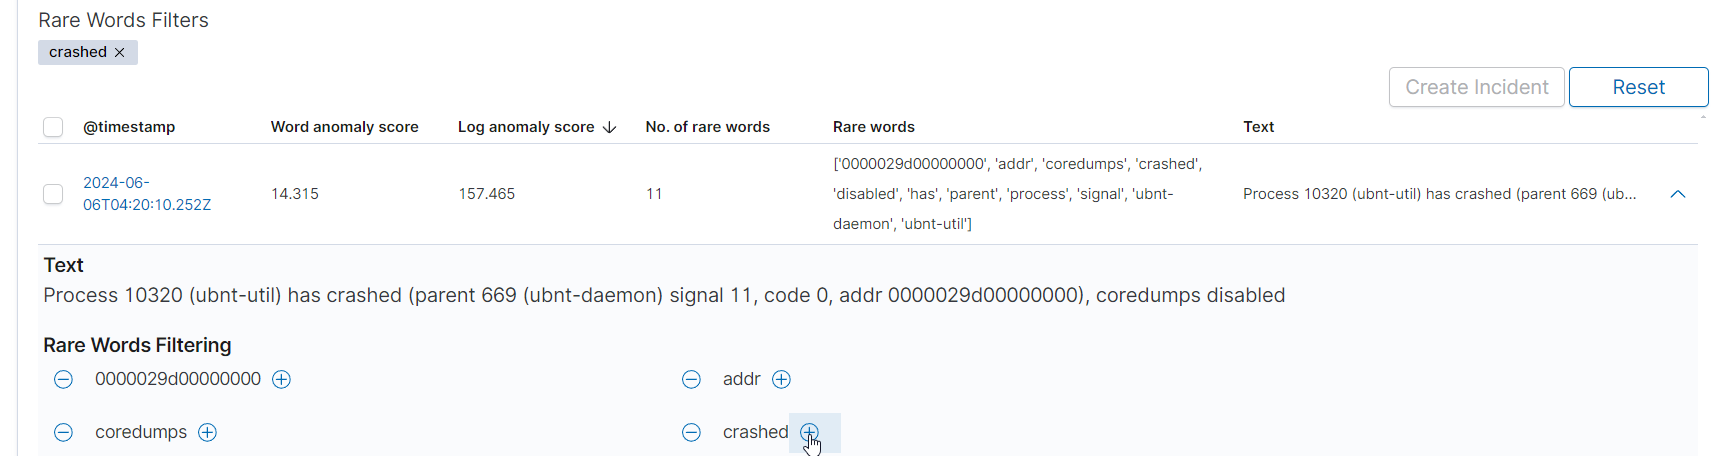 Rare Words Filters
crashed ×
Create Incident Reset
@timestamp Word anomaly score Log anomaly score ↓ No. of rare words Rare words Text
['0000029d00000000', 'addr', 'coredumps', 'crashed',
2024-06-
06T04:20:10.252Z 14.315 157.465 11 'disabled', 'has', 'parent', 'process', 'signal', 'ubnt- Process 10320 (ubnt-util) has crashed (parent 669 (ub...
daemon', 'ubnt-util']
Text
Process 10320 (ubnt-util) has crashed (parent 669 (ubnt-daemon) signal 11, code 0, addr 0000029d00000000), coredumps disabled
Rare Words Filtering
0000029d00000000 addr
coredumps crashed